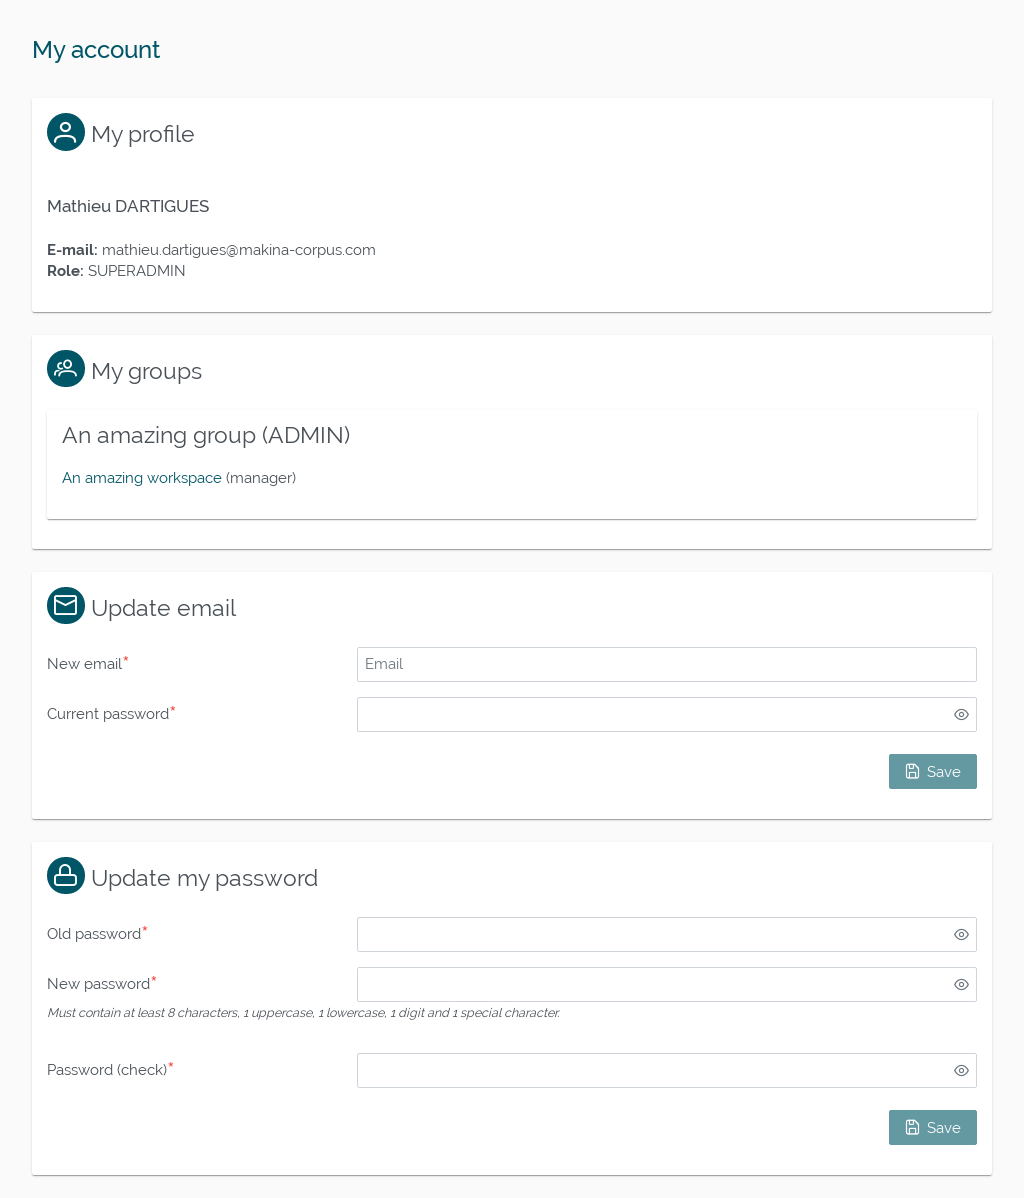 My account
My profile
Mathieu DARTIGUES
E-mail: mathieu.dartigues@makina-corpus.com
Role: SUPERADMIN
My groups
An amazing group (ADMIN)
An amazing workspace (manager)
Update email
New email* Email
Current password*
Save
Update my password
Old password*
New password*
Must contain at least 8 characters, 1 uppercase, 1 lowercase, 1 digit and 1 special character.
Password (check)*
Save